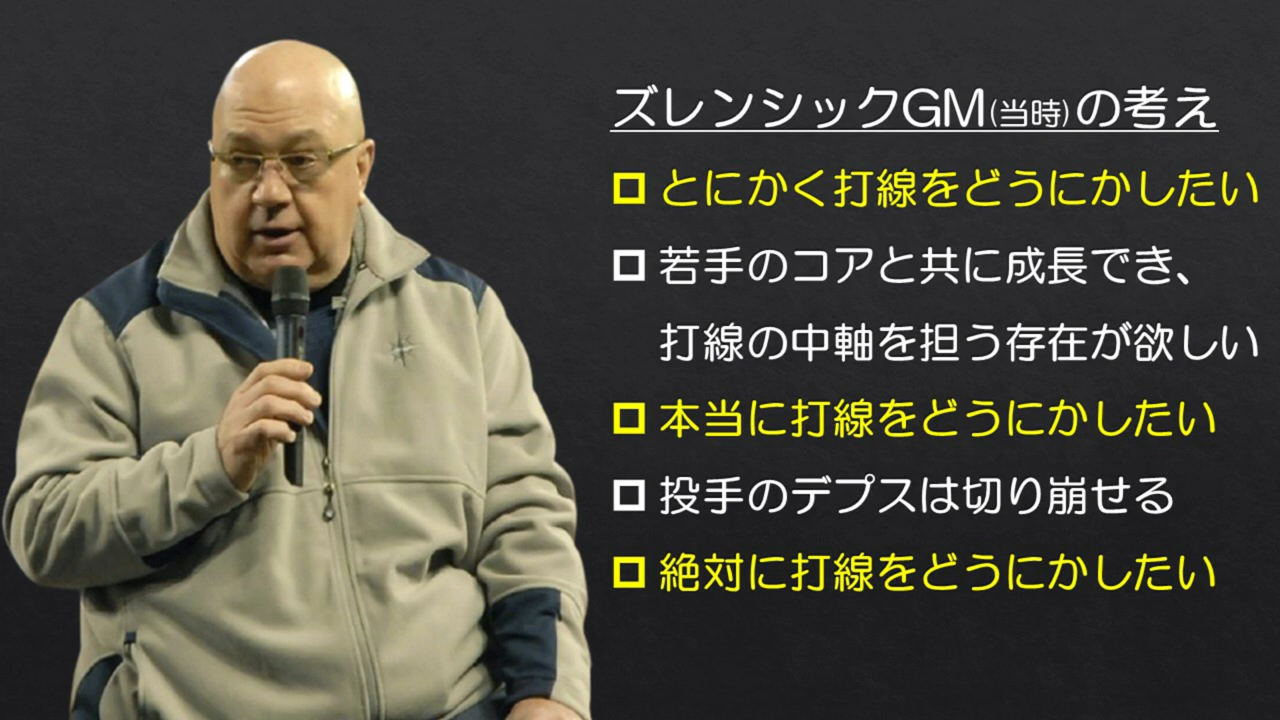 ズレンシックGM(当時)の考え
とにかく打線をどうにかしたい
若手のコアと共に成長でき、
打線の中軸を担う存在が欲しい
本当に打線をどうにかしたい
投手のデプスは切り崩せる
絶対に打線をどうにかしたい